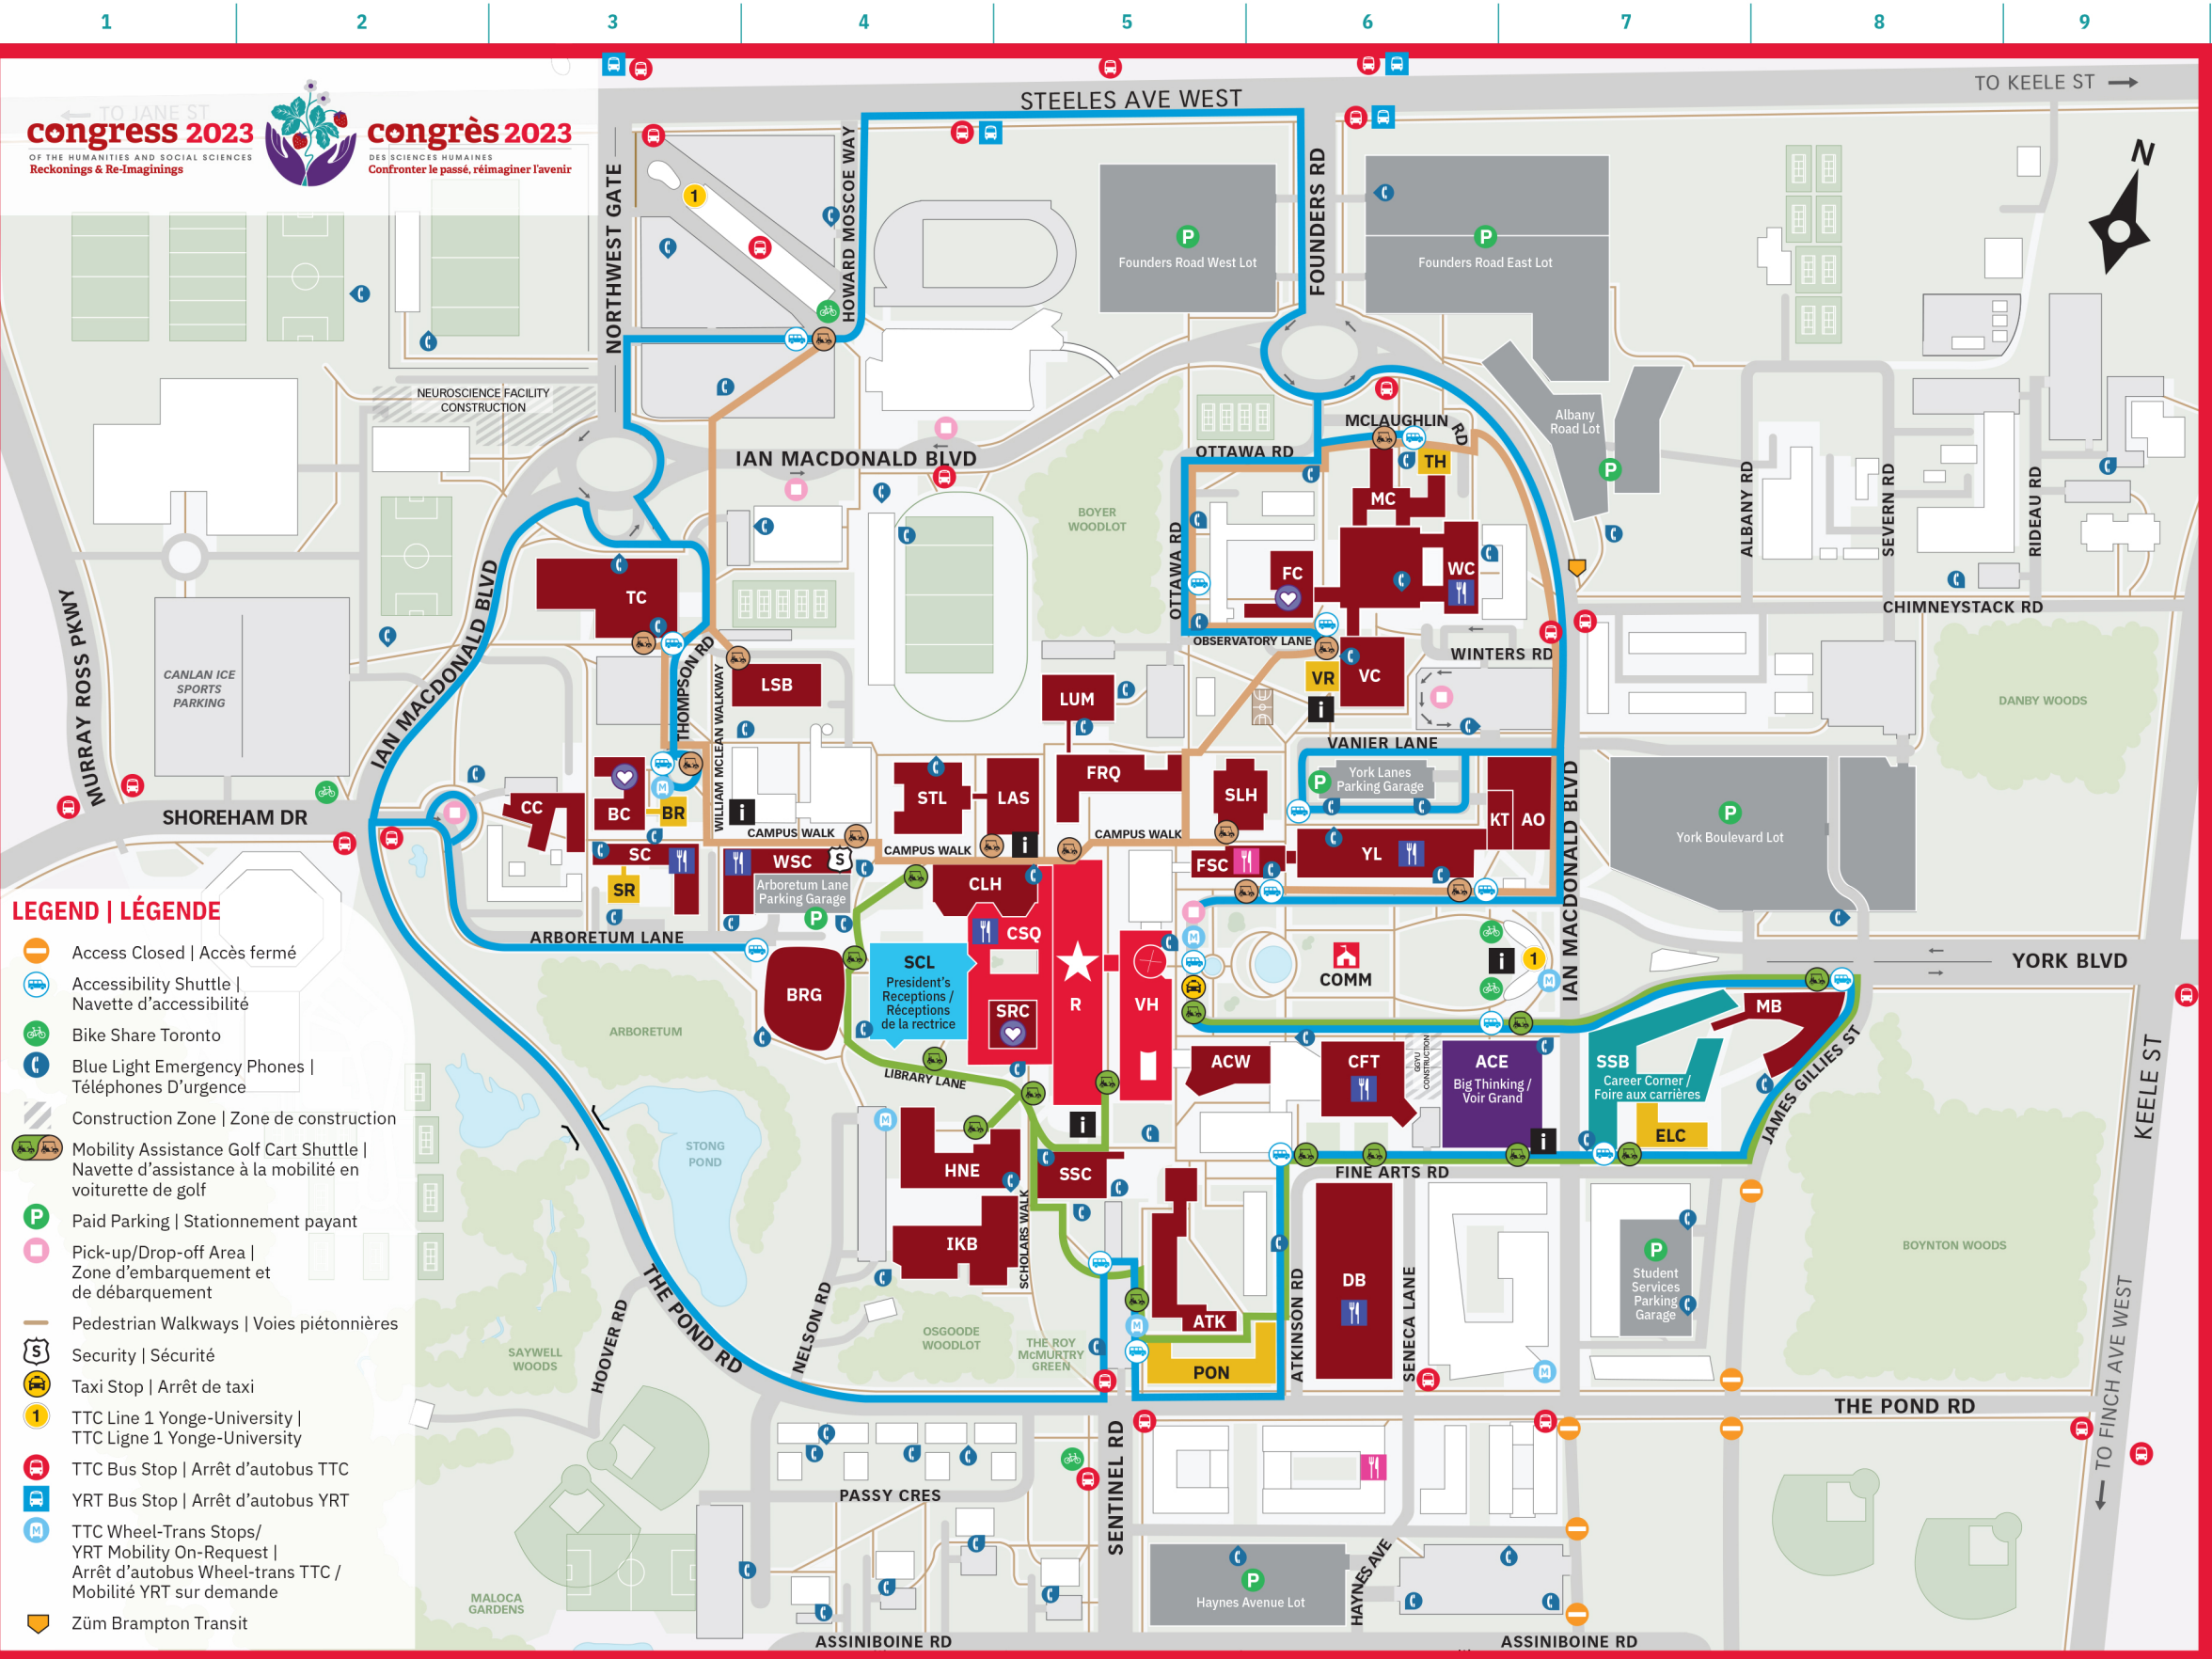 1 2 3 4 5 6 7 8 9
TO JANE ST
STEELES AVE WEST
TO KEELE ST
congress 2023
OF THE HUMANITIES AND SOCIAL SCIENCES
Reckonings & Re-Imaginings
congrès 2023
DES SCIENCES HUMAINES
Confronter le passé, réimaginer l'avenir
N
NORTHWEST GATE
HOWARD MOSCOE WAY
FOUNDERS RD
1
P
Founders Road West Lot
P
Founders Road East Lot
NEUROSCIENCE FACILITY
CONSTRUCTION
IAN MACDONALD BLVD
MCLAUGHLIN RD
OTTAWA RD
TH
MC
Albany
Road Lot
P
ALBANY RD
SEVERN RD
RIDEAU RD
BOYER
WOODLOT
OTTAWA RD
FC
WC
TC
CHIMNEYSTACK RD
OBSERVATORY LANE
WINTERS RD
MURRAY ROSS PKWY
CANLAN ICE
SPORTS
PARKING
IAN MACDONALD BLVD
THOMPSON RD
LSB
WILLIAM MCLEAN WALKWAY
LUM
VR
VC
i
DANBY WOODS
VANIER LANE
P
York Lanes
Parking Garage
FRQ
STL
LAS
SLH
KT
AO
IAN MACDONALD BLVD
P
York Boulevard Lot
SHOREHAM DR
CC
BC
M
BR
i
CAMPUS WALK
CAMPUS WALK
i
CAMPUS WALK
SC
WSC
S
FSC
YL
SR
Arboretum Lane
Parking Garage
P
CLH
CSQ
ARBORETUM LANE
M
COMM
i
1
M
YORK BLVD
BRG
SCL
President's
Receptions /
Réceptions
de la rectrice
SRC
R
VH
MB
ARBORETUM
LIBRARY LANE
ACW
CFT
GGYU
CONSTRUCTION
ACE
Big Thinking /
Voir Grand
SSB
Career Corner /
Foire aux carrières
ELC
JAMES GILLIES ST
KEELE ST
M
i
i
STONG
POND
HNE
SSC
FINE ARTS RD
IKB
SCHOLARS WALK
ATK
DB
P
Student
Services
Parking
Garage
BOYNTON WOODS
SAYWELL
WOODS
HOOVER RD
THE POND RD
NELSON RD
OSGOODE
WOODLOT
THE ROY
McMURTRY
GREEN
M
PON
ATKINSON RD
SENECA LANE
M
THE POND RD
TO FINCH AVE WEST
PASSY CRES
SENTINEL RD
MALOCA
GARDENS
P
Haynes Avenue Lot
HAYNES AVE
ASSINIBOINE RD
ASSINIBOINE RD
LEGEND | LÉGENDE
Access Closed | Accès fermé
Accessibility Shuttle |
Navette d'accessibilité
Bike Share Toronto
Blue Light Emergency Phones |
Téléphones D'urgence
Construction Zone | Zone de construction
Mobility Assistance Golf Cart Shuttle |
Navette d'assistance à la mobilité en
voiturette de golf
P
Paid Parking | Stationnement payant
Pick-up/Drop-off Area |
Zone d'embarquement et
de débarquement
Pedestrian Walkways | Voies piétonnières
S
Security | Sécurité
Taxi Stop | Arrêt de taxi
1
TTC Line 1 Yonge-University |
TTC Ligne 1 Yonge-University
TTC Bus Stop | Arrêt d'autobus TTC
YRT Bus Stop | Arrêt d'autobus YRT
M
TTC Wheel-Trans Stops/
YRT Mobility On-Request |
Arrêt d'autobus Wheel-trans TTC /
Mobilité YRT sur demande
Züm Brampton Transit